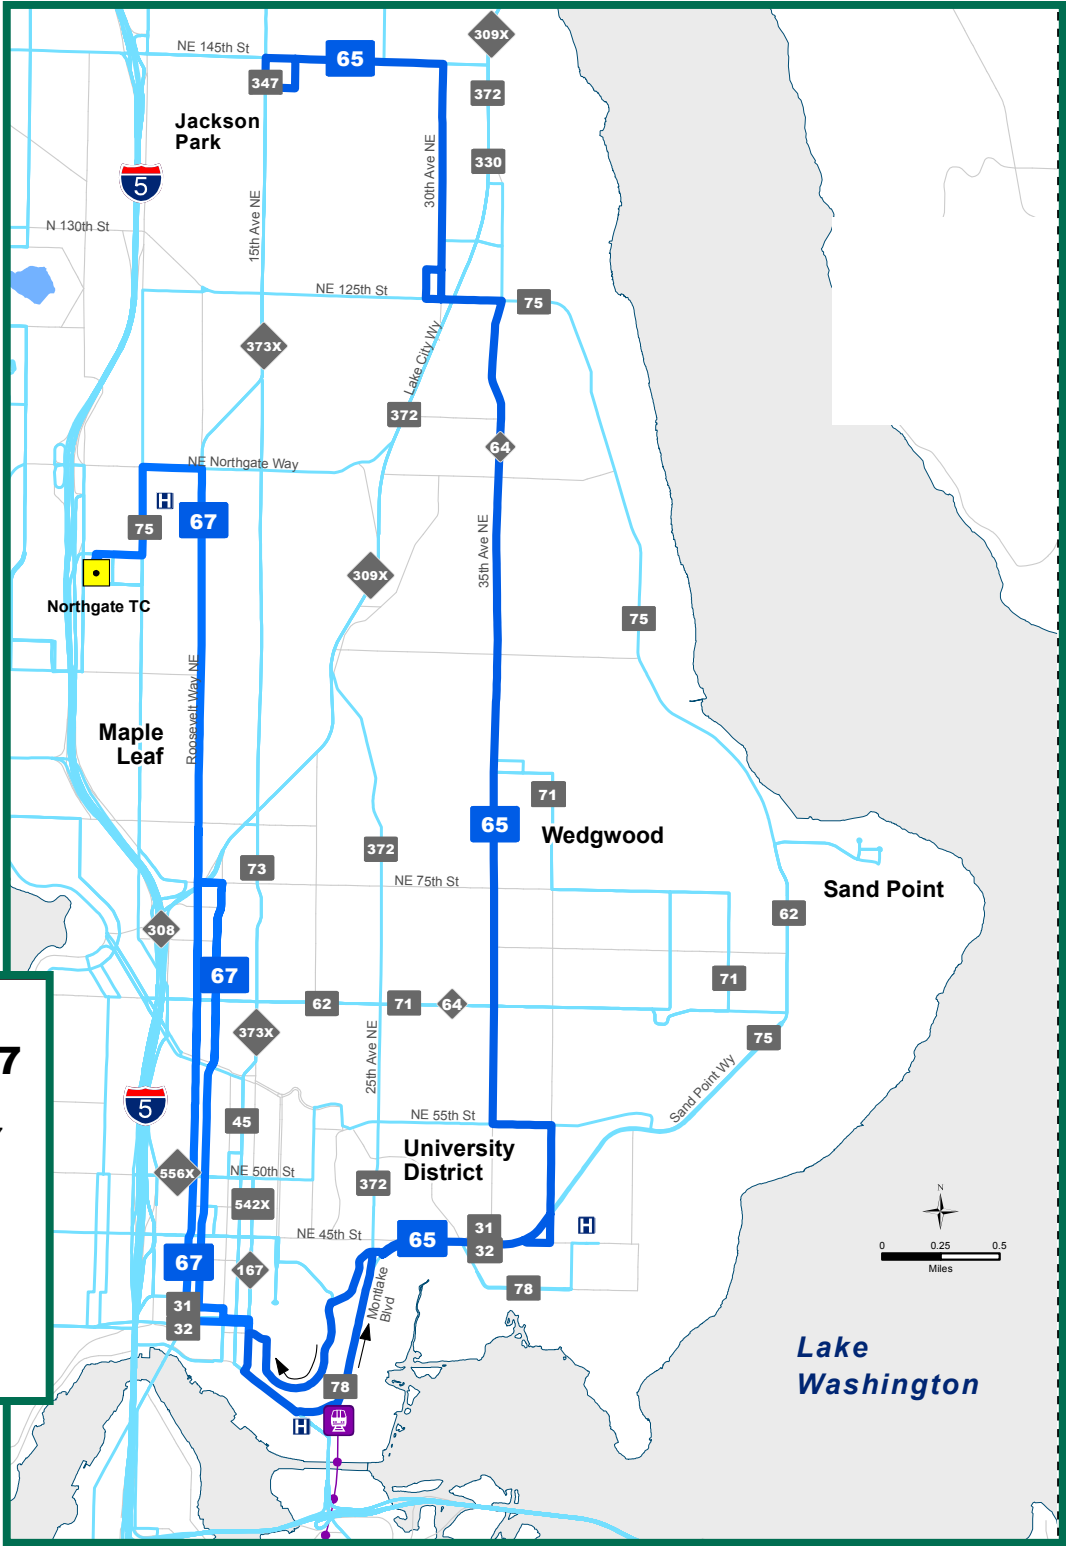 309X
NE 145th St
65
347
372
Jackson
Park
330
30th Ave NE
5
15th Ave NE
N 130th St
NE 125th St
75
373X
Lake City Wy
372
64
NE Northgate Way
H
75
67
35th Ave NE
309X
Northgate TC
75
Roosevelt Way NE
Maple
Leaf
71
65
Wedgwood
372
73
NE 75th St
Sand Point
308
62
67
71
62
71
64
373X
75
7
25th Ave NE
Sand Point Wy
5
45
NE 55th St
University
District
556X
NE 50th St
372
542X
N
31
32
H
NE 45th St
65
0
0.25
0.5
Miles
67
167
78
31
32
Montlake
Blvd
Lake
Washington
78
H